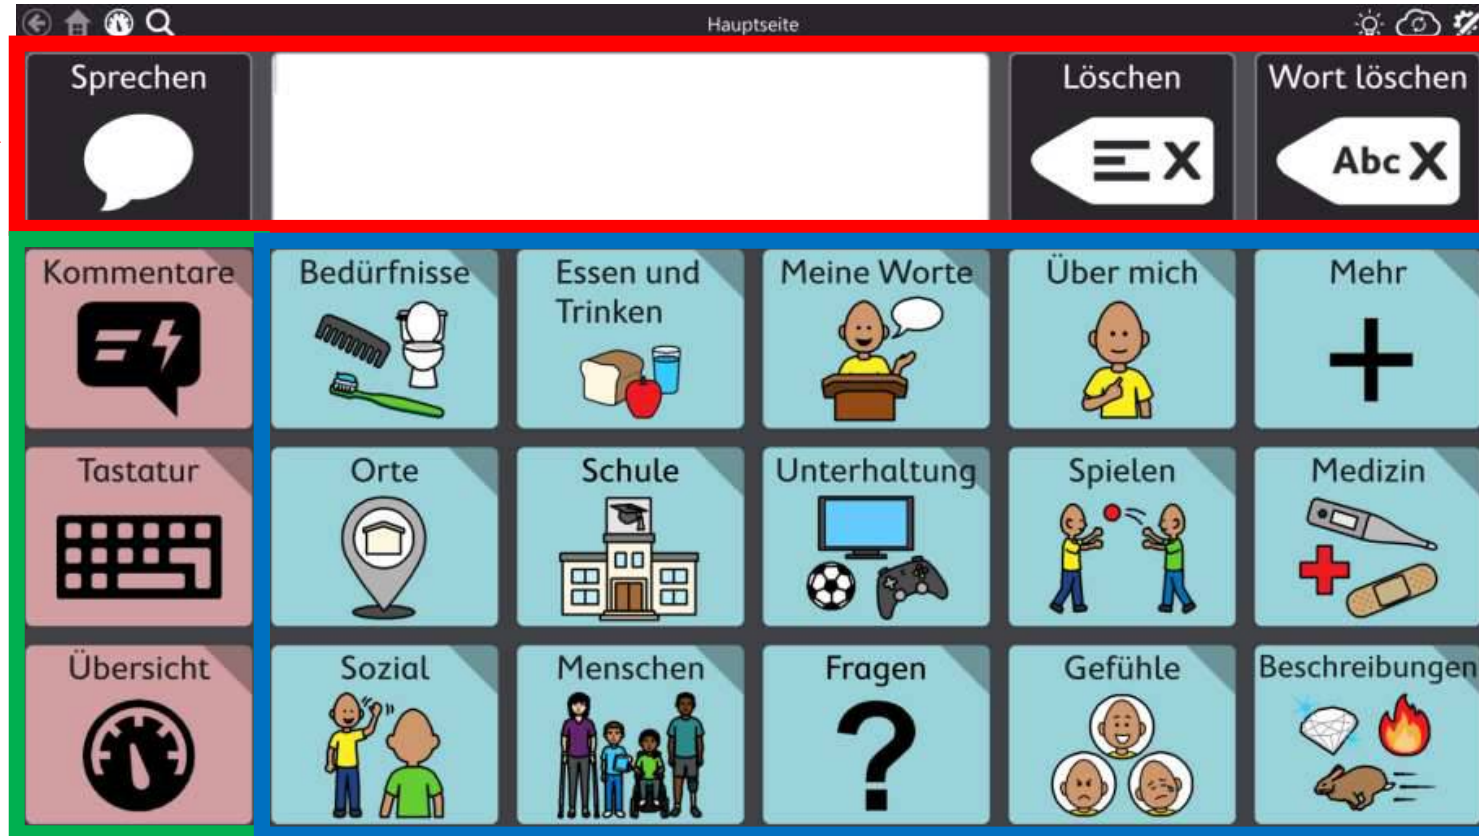 Hauptseite
Sprechen
Löschen
Wort löschen
Abc
Kommentare
Bedürfnisse
Essen und
Trinken
Meine Worte
Über mich
Mehr
Tastatur
Orte
Schule
Unterhaltung
Spielen
Medizin
Übersicht
Sozial
Menschen
Fragen
?
Gefühle
Beschreibungen